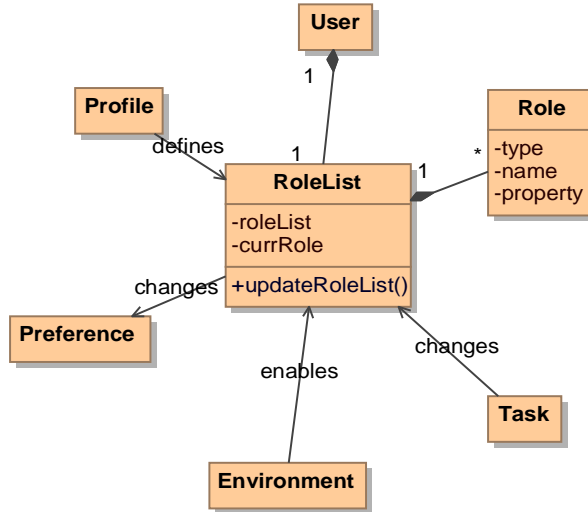 User
1
Profile
defines
Role
-type
-name
-property
*
1
1
RoleList
-roleList
-currRole
+updateRoleList()
changes
Preference
enables
changes
Task
Environment